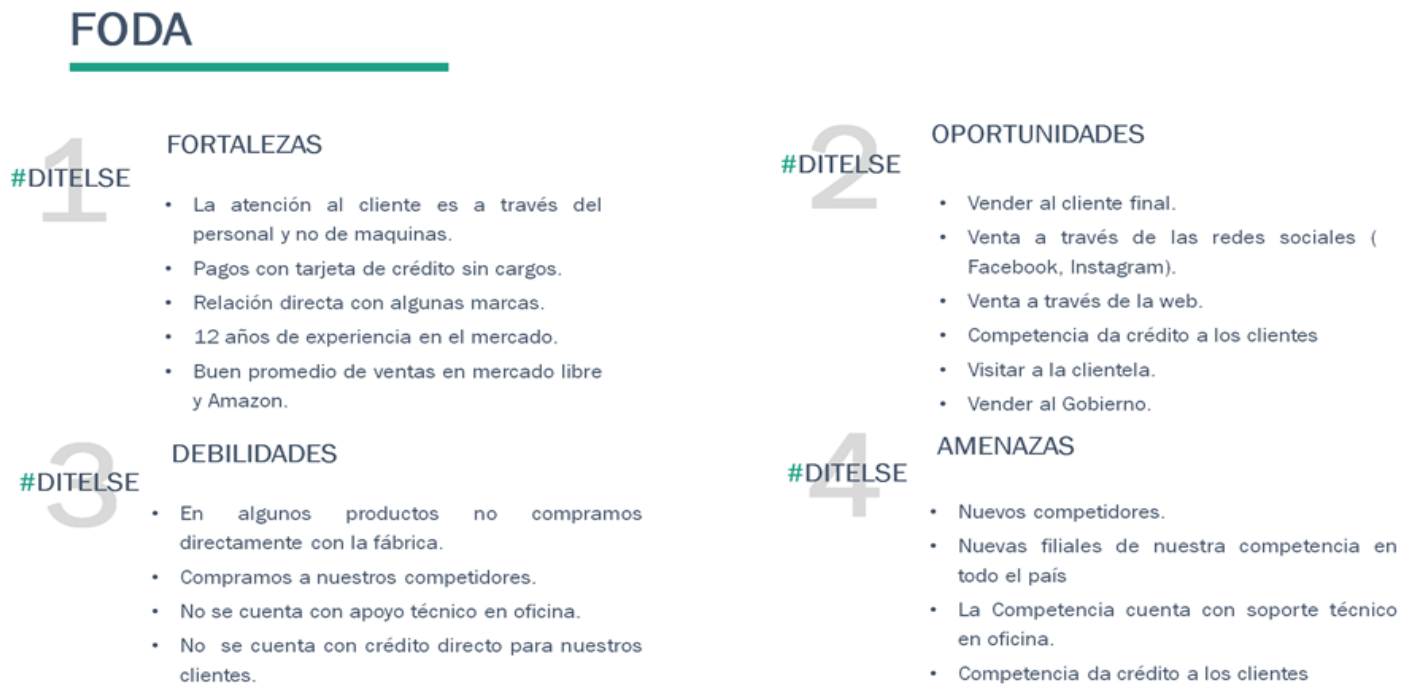 FODA
1
#DITELSE
FORTALEZAS
• La atención al cliente es a través del
personal y no de maquinas.
• Pagos con tarjeta de crédito sin cargos.
• Relación directa con algunas marcas.
• 12 años de experiencia en el mercado.
• Buen promedio de ventas en mercado libre
y Amazon.
2
#DITELSE
OPORTUNIDADES
• Vender al cliente final.
• Venta a través de las redes sociales (
Facebook, Instagram).
• Venta a través de la web.
• Competencia da crédito a los clientes
• Visitar a la clientela.
• Vender al Gobierno.
3
#DITELSE
DEBILIDADES
• En algunos productos no compramos
directamente con la fábrica.
• Compramos a nuestros competidores.
• No se cuenta con apoyo técnico en oficina.
• No se cuenta con crédito directo para nuestros
clientes.
4
#DITELSE
AMENAZAS
• Nuevos competidores.
• Nuevas filiales de nuestra competencia en
todo el país
• La Competencia cuenta con soporte técnico
en oficina.
• Competencia da crédito a los clientes